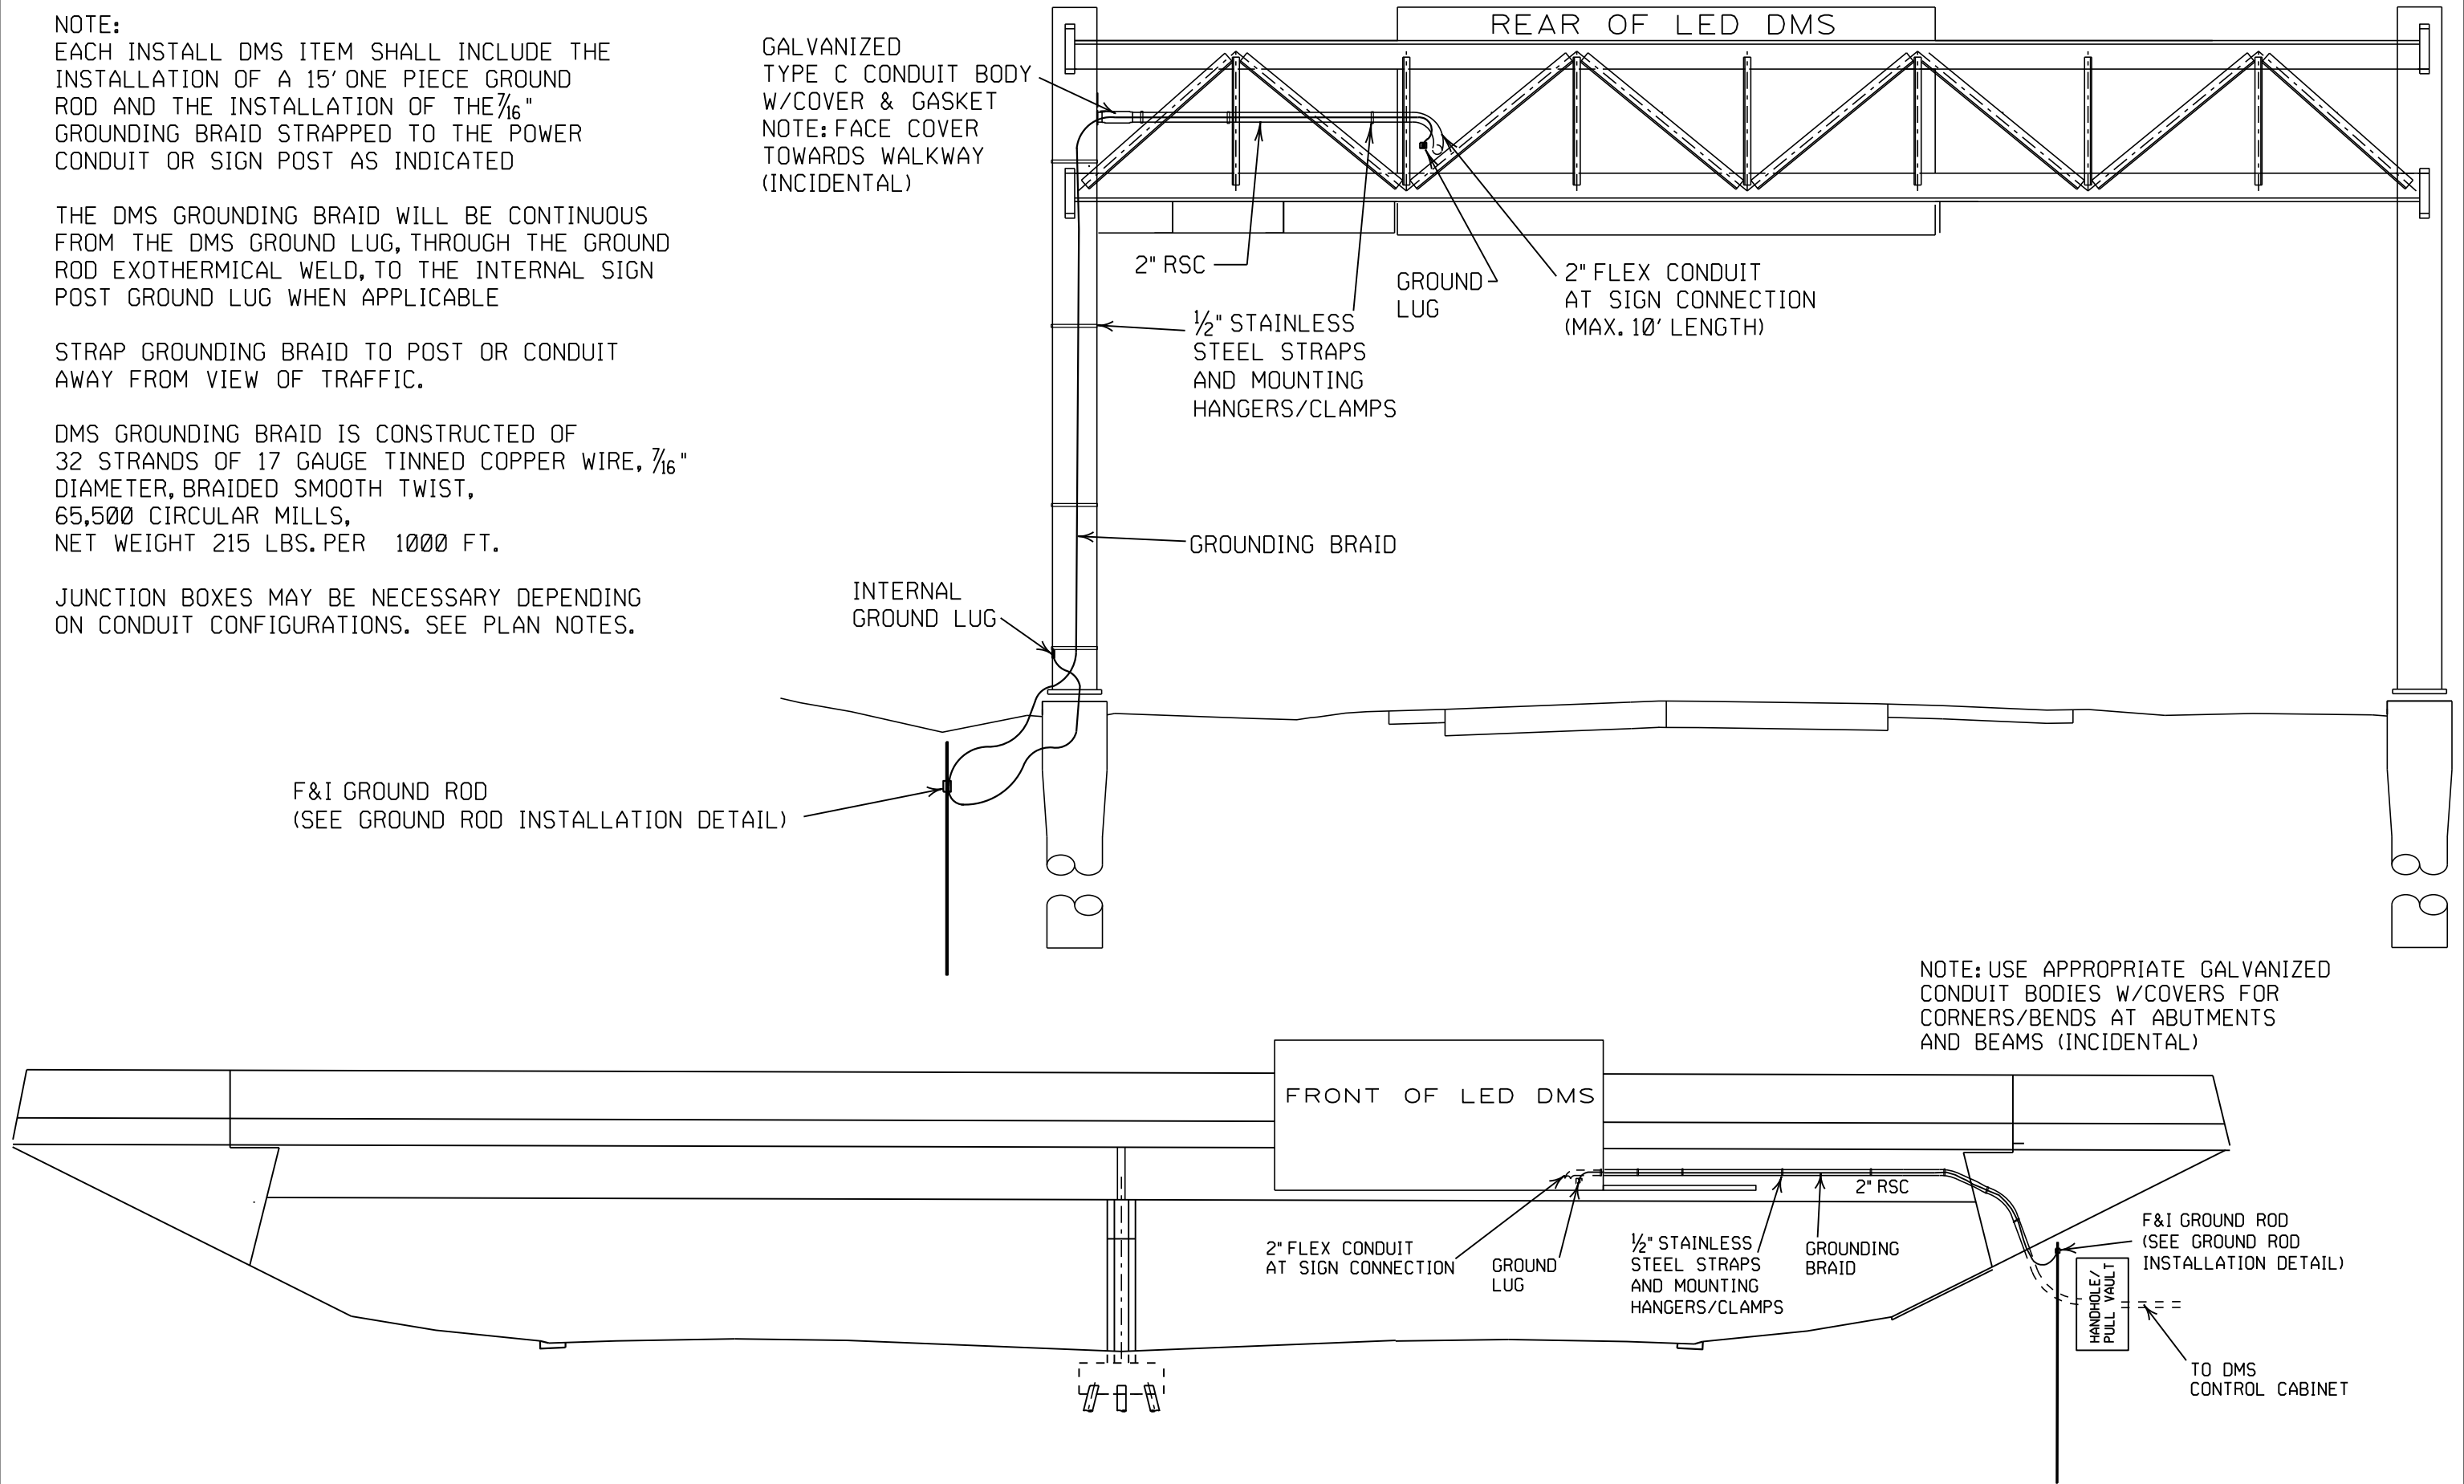 NOTE:
EACH INSTALL DMS ITEM SHALL INCLUDE THE
INSTALLATION OF A 15' ONE PIECE GROUND
ROD AND THE INSTALLATION OF THE 7/16"
GROUNDING BRAID STRAPPED TO THE POWER
CONDUIT OR SIGN POST AS INDICATED
THE DMS GROUNDING BRAID WILL BE CONTINUOUS
FROM THE DMS GROUND LUG, THROUGH THE GROUND
ROD EXOTHERMICAL WELD, TO THE INTERNAL SIGN
POST GROUND LUG WHEN APPLICABLE
STRAP GROUNDING BRAID TO POST OR CONDUIT
AWAY FROM VIEW OF TRAFFIC.
DMS GROUNDING BRAID IS CONSTRUCTED OF
32 STRANDS OF 17 GAUGE TINNED COPPER WIRE, 7/16"
DIAMETER, BRAIDED SMOOTH TWIST,
65,500 CIRCULAR MILLS,
NET WEIGHT 215 LBS. PER 1000 FT.
JUNCTION BOXES MAY BE NECESSARY DEPENDING
ON CONDUIT CONFIGURATIONS. SEE PLAN NOTES.
GALVANIZED
TYPE C CONDUIT BODY
W/COVER & GASKET
NOTE: FACE COVER
TOWARDS WALKWAY
(INCIDENTAL)
REAR OF LED DMS
2" RSC
GROUND
LUG
2" FLEX CONDUIT
AT SIGN CONNECTION
(MAX. 10' LENGTH)
1/2" STAINLESS
STEEL STRAPS
AND MOUNTING
HANGERS/CLAMPS
GROUNDING BRAID
INTERNAL
GROUND LUG
F&I GROUND ROD
(SEE GROUND ROD INSTALLATION DETAIL)
NOTE: USE APPROPRIATE GALVANIZED
CONDUIT BODIES W/COVERS FOR
CORNERS/BENDS AT ABUTMENTS
AND BEAMS (INCIDENTAL)
FRONT OF LED DMS
2" RSC
2" FLEX CONDUIT
AT SIGN CONNECTION
GROUND
LUG
1/2" STAINLESS
STEEL STRAPS
AND MOUNTING
HANGERS/CLAMPS
GROUNDING
BRAID
F&I GROUND ROD
(SEE GROUND ROD
INSTALLATION DETAIL)
HANDHOLE/
PULL VAULT
TO DMS
CONTROL CABINET